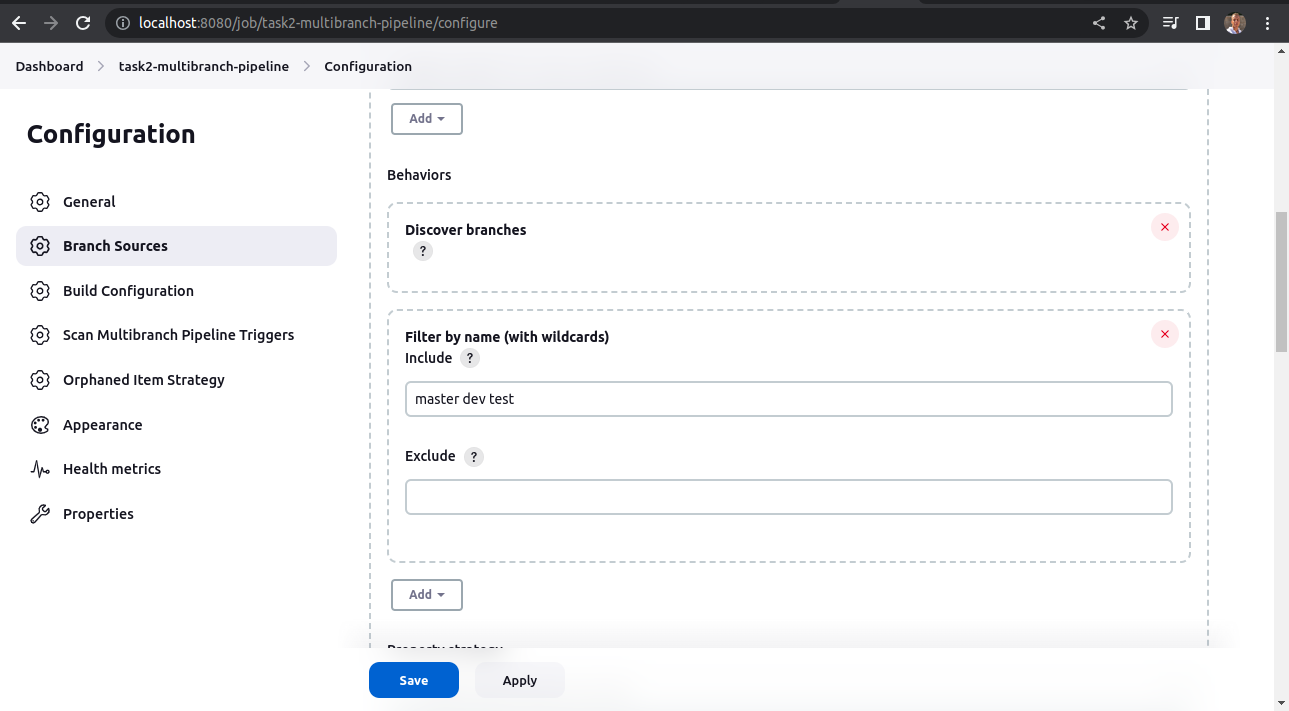 localhost:8080/job/task2-multibranch-pipeline/configure
Dashboard > task2-multibranch-pipeline > Configuration
Configuration
General
Branch Sources
Build Configuration
Scan Multibranch Pipeline Triggers
Orphaned Item Strategy
Appearance
Health metrics
Properties
Add
Behaviors
Discover branches
?
Filter by name (with wildcards)
Include ?
master dev test
Exclude ?
Add
Property strategy
Save Apply